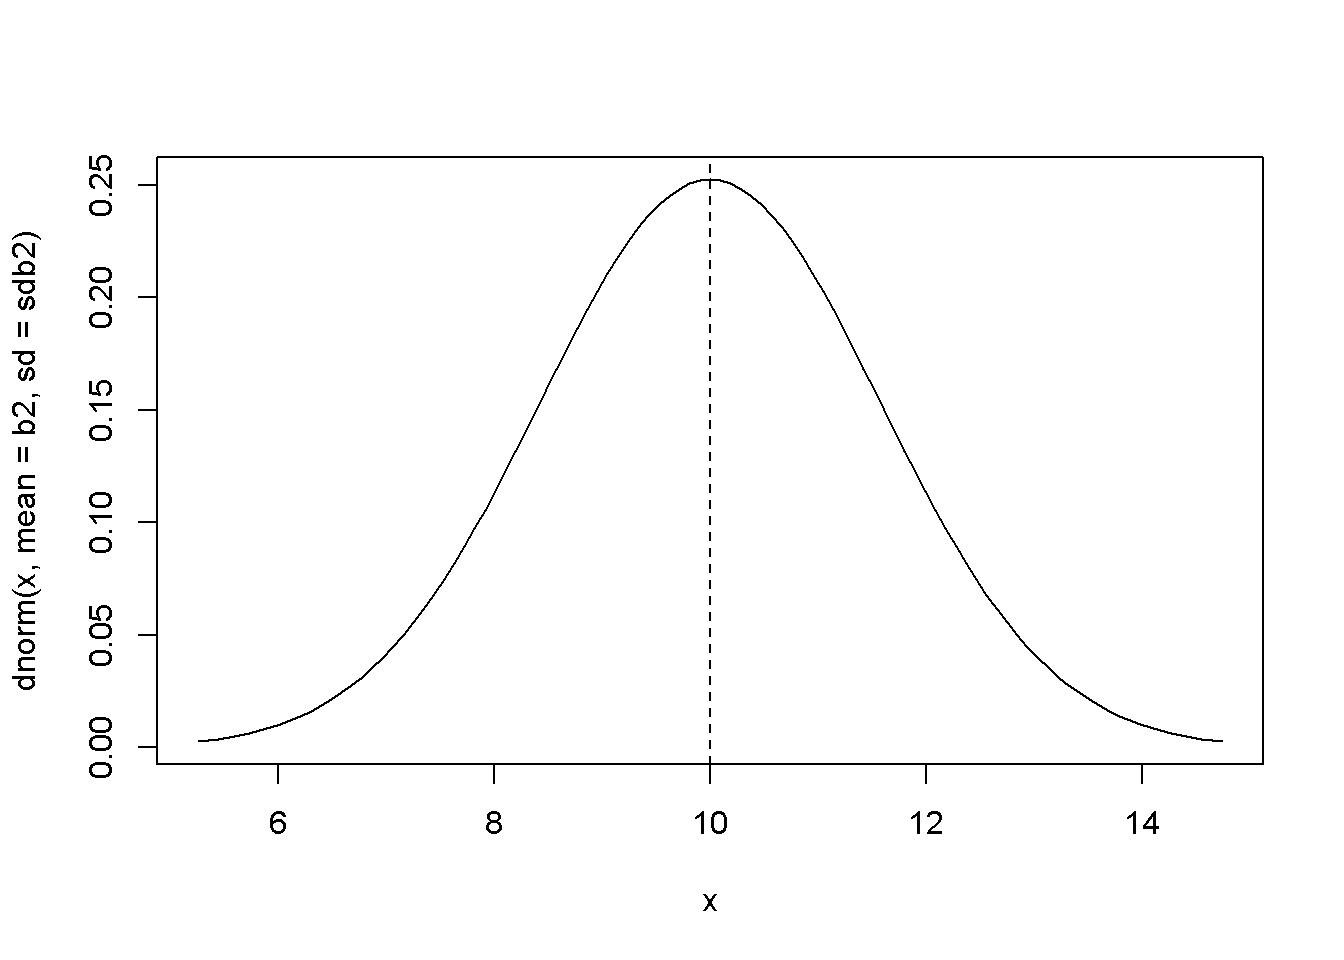 dnorm(x, mean = b2, sd = sdb2)
0.25
0.20
0.15
0.10
0.05
0.00
6 8 10 12 14
x